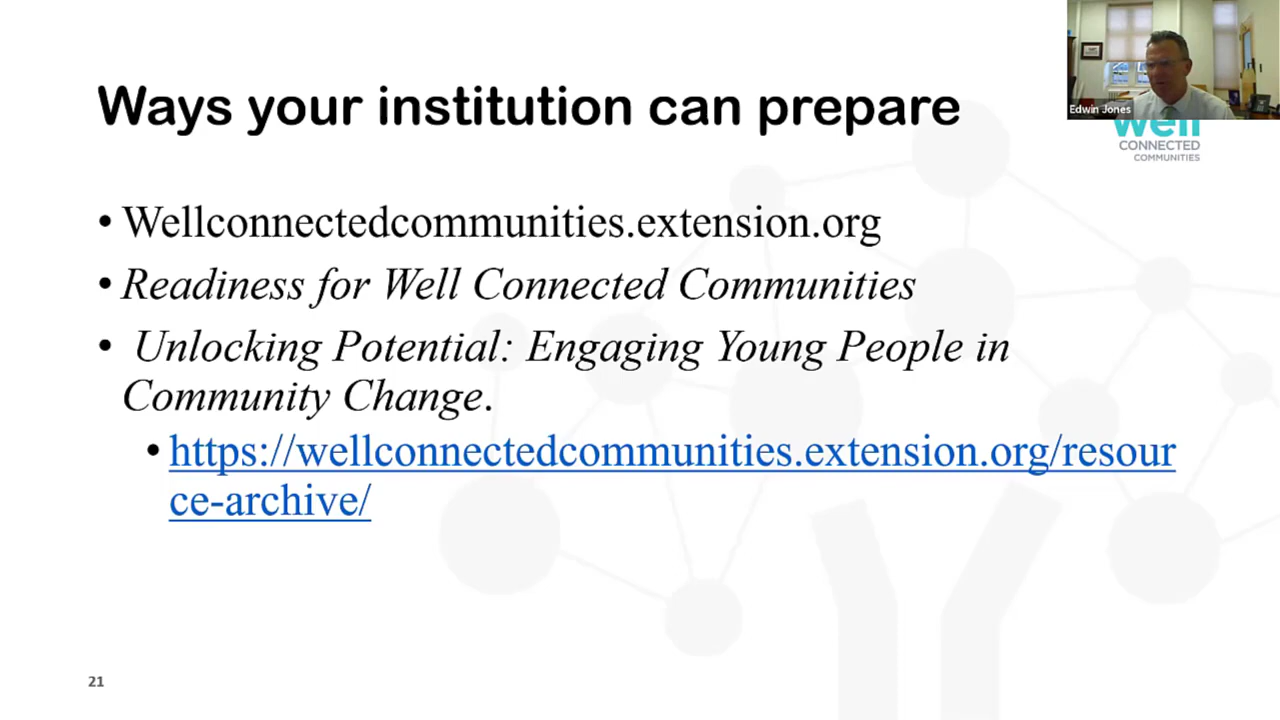 Ways your institution can prepare
Edwin Jones
well
CONNECTED
COMMUNITIES
• Wellconnectedcommunities.extension.org
• Readiness for Well Connected Communities
• Unlocking Potential: Engaging Young People in
Community Change.
• https://wellconnectedcommunities.extension.org/resour
ce-archive/
21